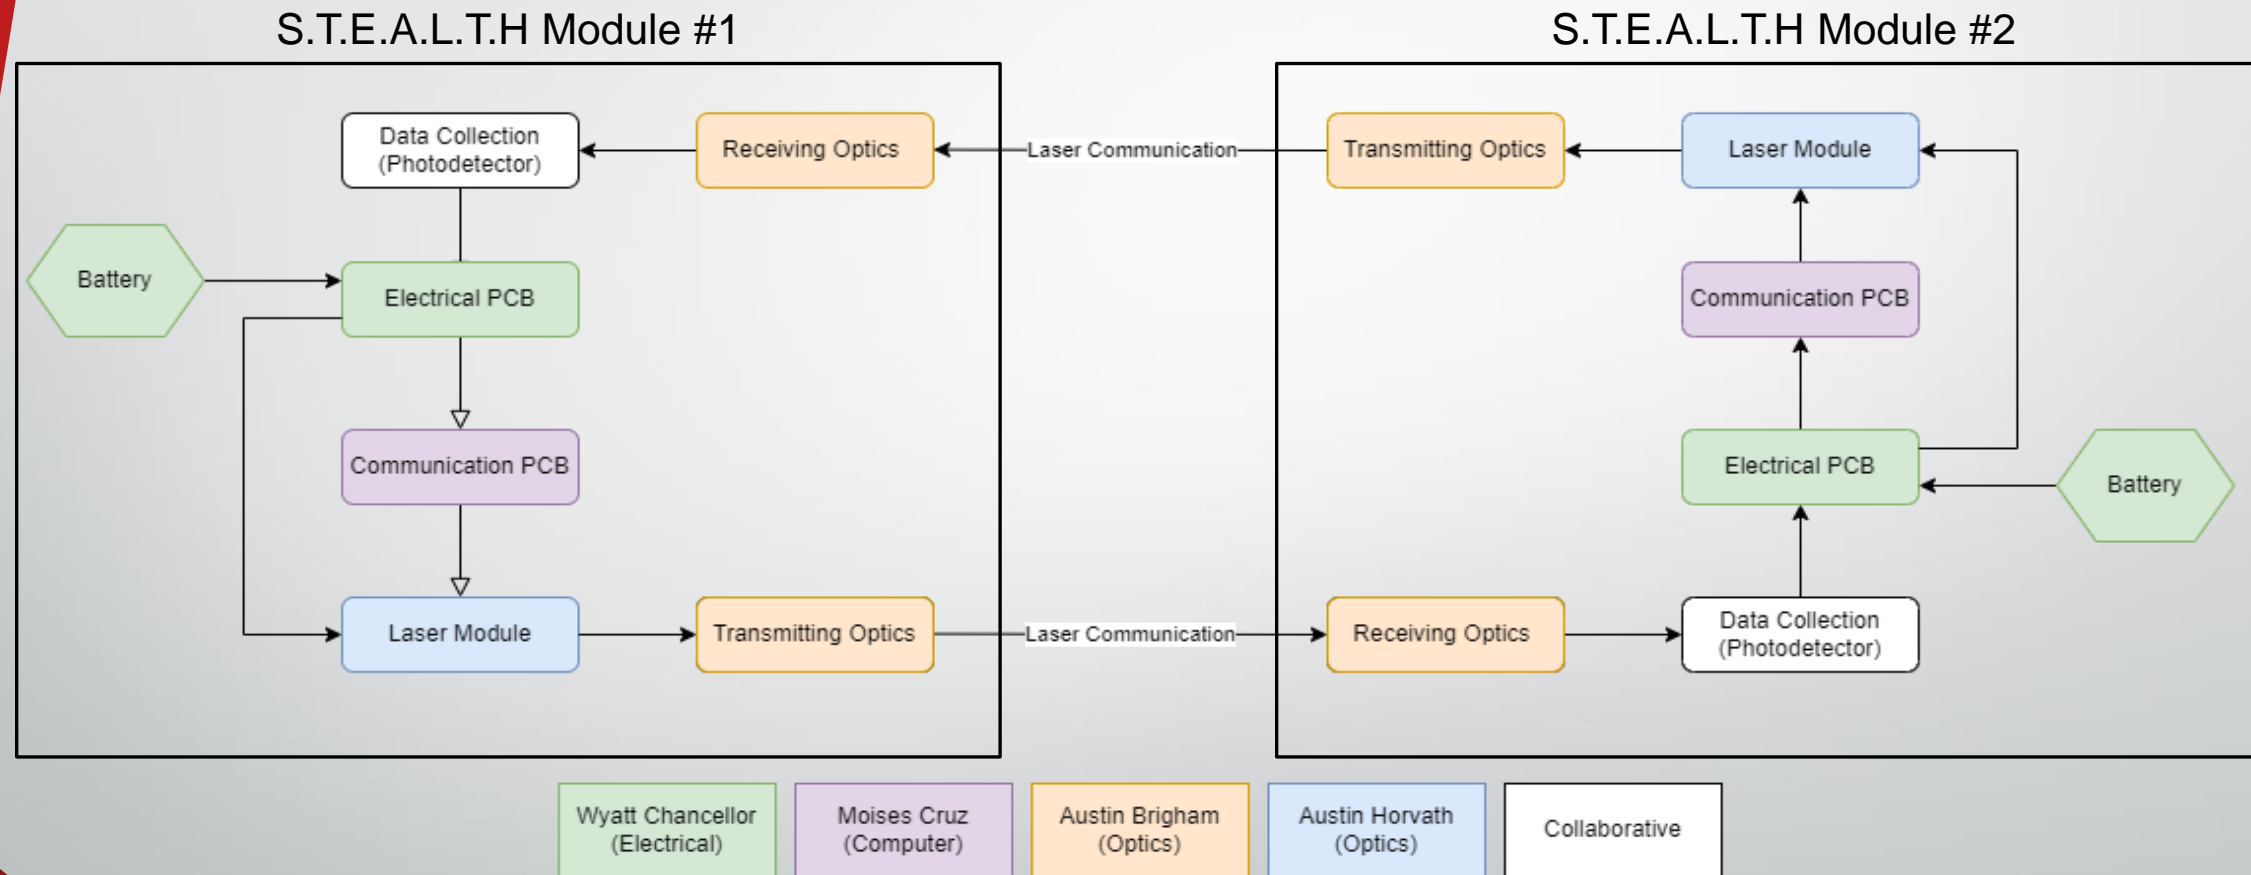 S.T.E.A.L.T.H Module #1
S.T.E.A.L.T.H Module #2
Data Collection
(Photodetector)
Receiving Optics
Laser Communication
Transmitting Optics
Laser Module
Battery
Electrical PCB
Communication PCB
Communication PCB
Electrical PCB
Battery
Laser Module
Transmitting Optics
Laser Communication
Receiving Optics
Data Collection
(Photodetector)
Wyatt Chancellor
(Electrical)
Moises Cruz
(Computer)
Austin Brigham
(Optics)
Austin Horvath
(Optics)
Collaborative